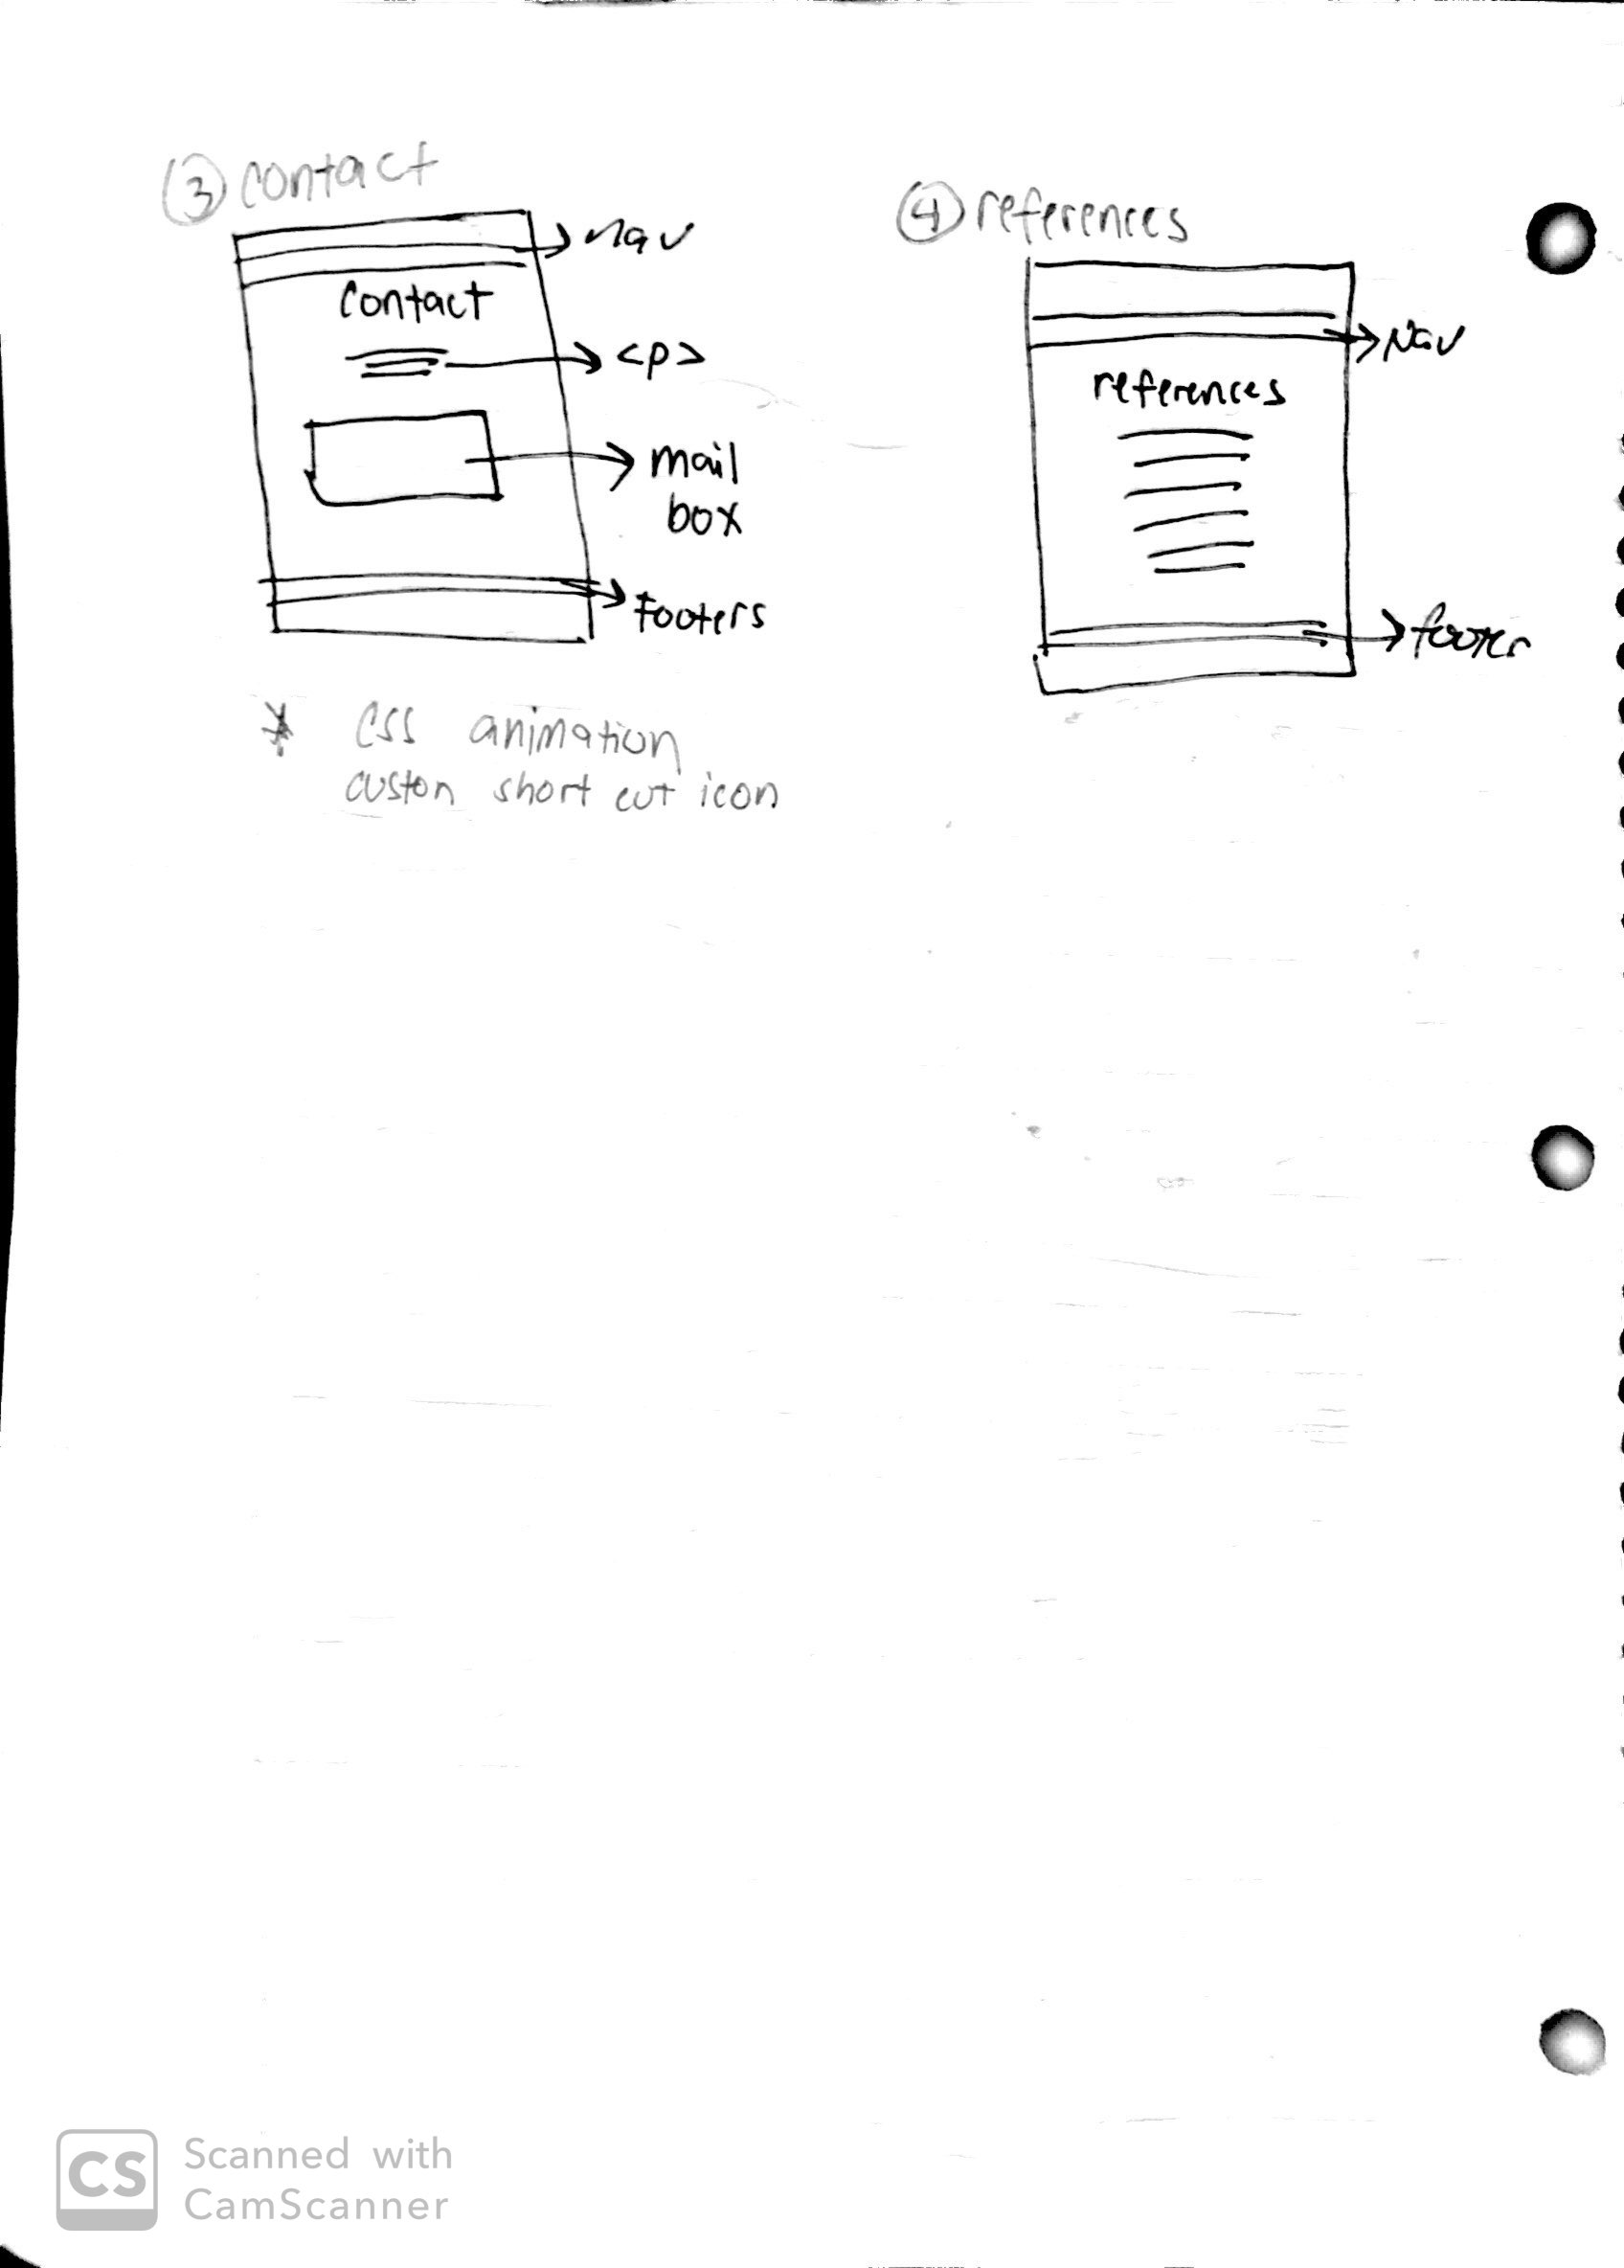 ③ contact
nav
contact
<p>
mail
box
footers
* CSS animation
custon short cut icon
④ references
Nav
references
footer
CS
Scanned with
CamScanner